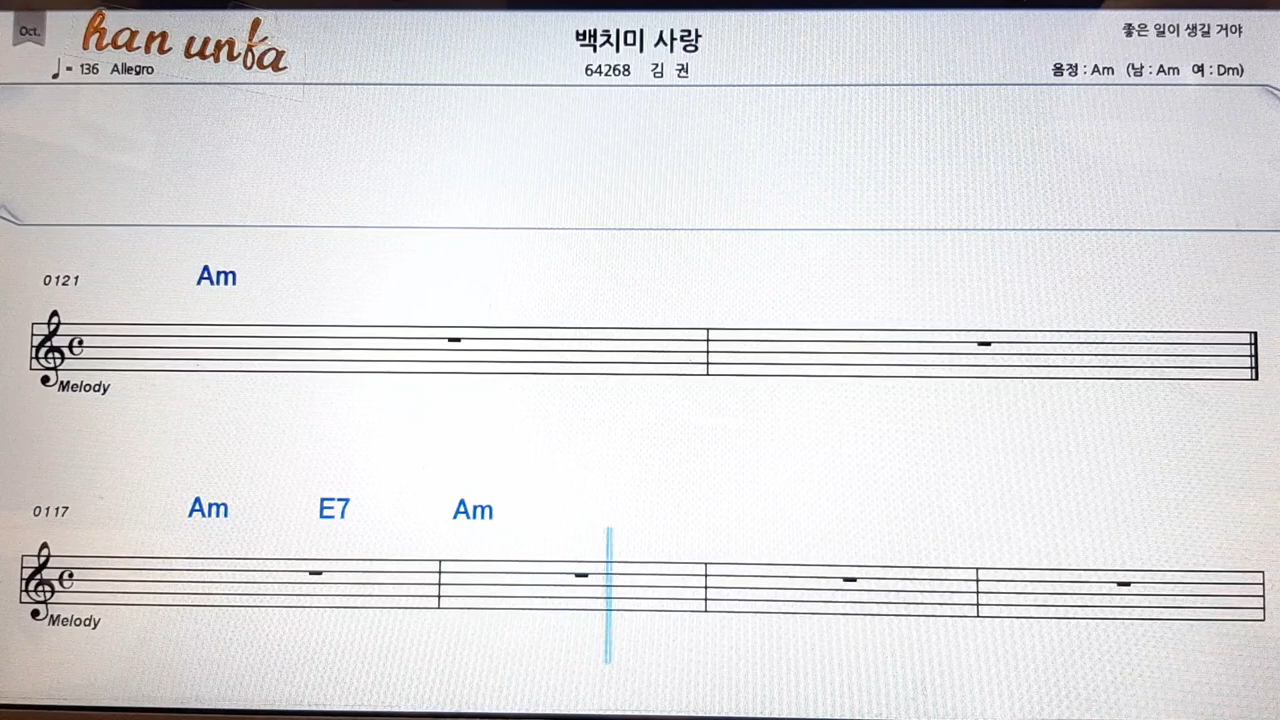 Oct.
han unfa
♩= 136 Allegro
백치미 사랑
64268 김 권
좋은 일이 생길 거야
음정 : Am (남 : Am 여 : Dm)
0121 Am
Melody
0117 Am E7 Am
Melody